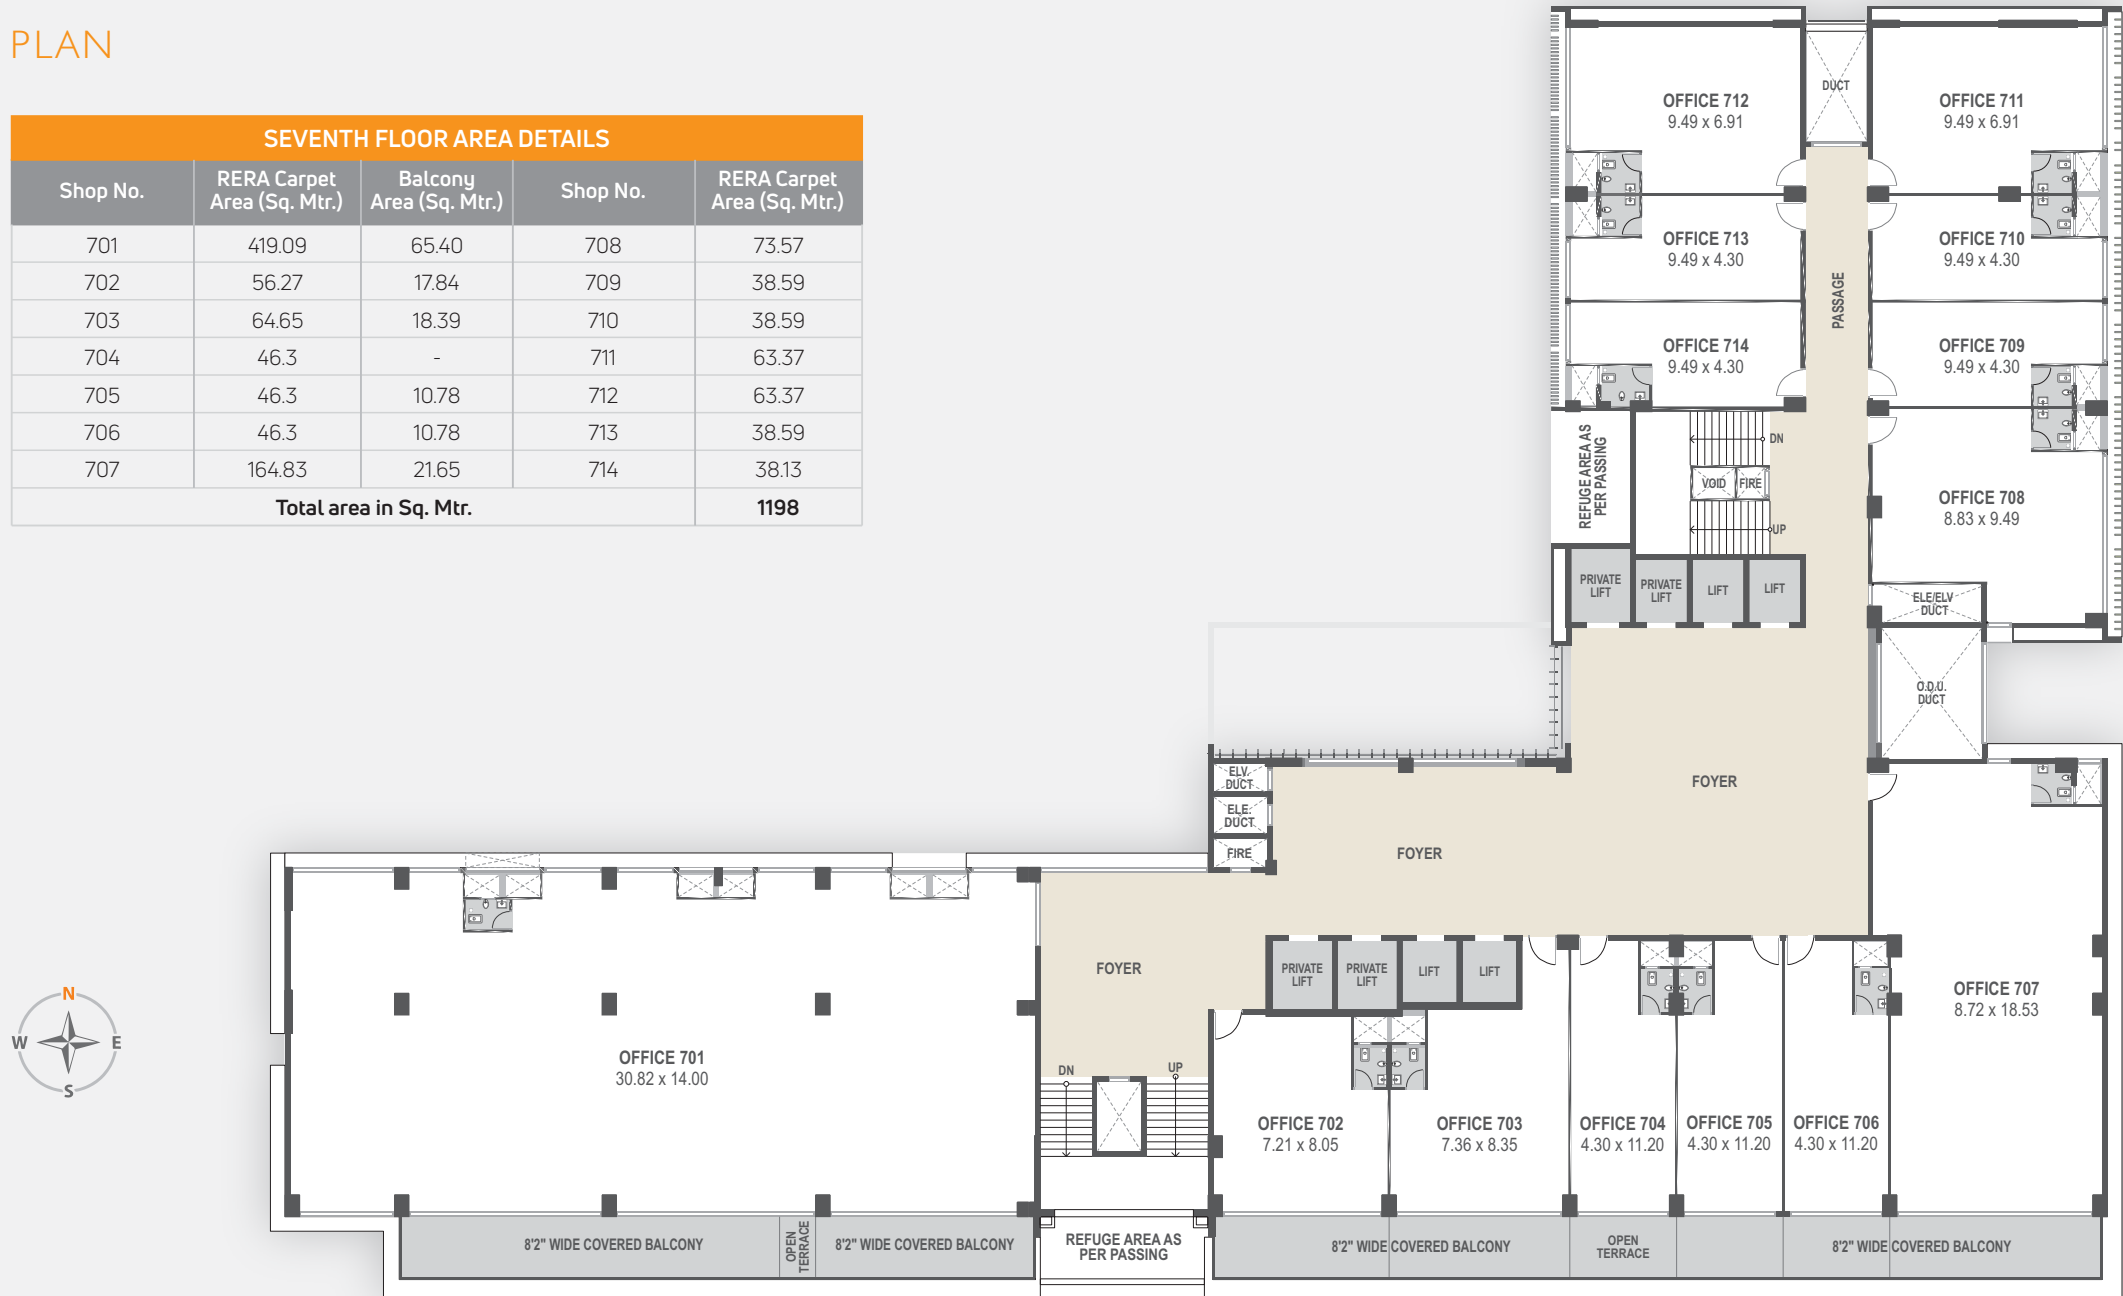 PLAN
SEVENTH FLOOR AREA DETAILS
Shop No. RERA Carpet Area (Sq. Mtr.) Balcony Area (Sq. Mtr.) Shop No. RERA Carpet Area (Sq. Mtr.)
701 419.09 65.40 708 73.57
702 56.27 17.84 709 38.59
703 64.65 18.39 710 38.59
704 46.3 - 711 63.37
705 46.3 10.78 712 63.37
706 46.3 10.78 713 38.59
707 164.83 21.65 714 38.13
Total area in Sq. Mtr. 1198
DUCT
OFFICE 712
9.49 x 6.91
OFFICE 711
9.49 x 6.91
OFFICE 713
9.49 x 4.30
OFFICE 710
9.49 x 4.30
PASSAGE
OFFICE 714
9.49 x 4.30
OFFICE 709
9.49 x 4.30
REFUGE AREA AS
PER PASSING
DN
VOID
FIRE
UP
OFFICE 708
8.83 x 9.49
PRIVATE
LIFT
PRIVATE
LIFT
LIFT
LIFT
ELE/ELV
DUCT
O.D.U.
DUCT
ELV.
DUCT
ELE.
DUCT
FIRE
FOYER
FOYER
FOYER
PRIVATE
LIFT
PRIVATE
LIFT
LIFT
LIFT
OFFICE 707
8.72 x 18.53
N
W
E
S
OFFICE 701
30.82 x 14.00
DN
UP
OFFICE 702
7.21 x 8.05
OFFICE 703
7.36 x 8.35
OFFICE 704
4.30 x 11.20
OFFICE 705
4.30 x 11.20
OFFICE 706
4.30 x 11.20
8'2" WIDE COVERED BALCONY
OPEN
TERRACE
8'2" WIDE COVERED BALCONY
REFUGE AREA AS
PER PASSING
8'2" WIDE COVERED BALCONY
OPEN
TERRACE
8'2" WIDE COVERED BALCONY